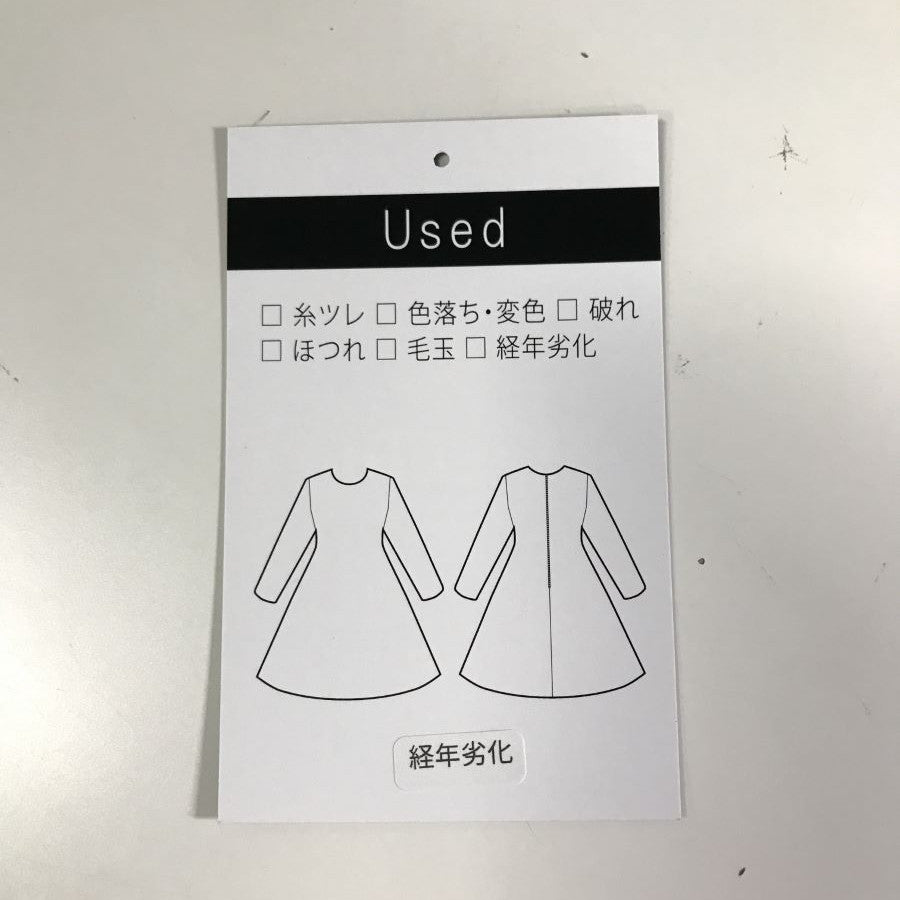 Used
□ 糸ツレ □ 色落ち・変色 □ 破れ
□ ほつれ □ 毛玉 □ 経年劣化
経年劣化